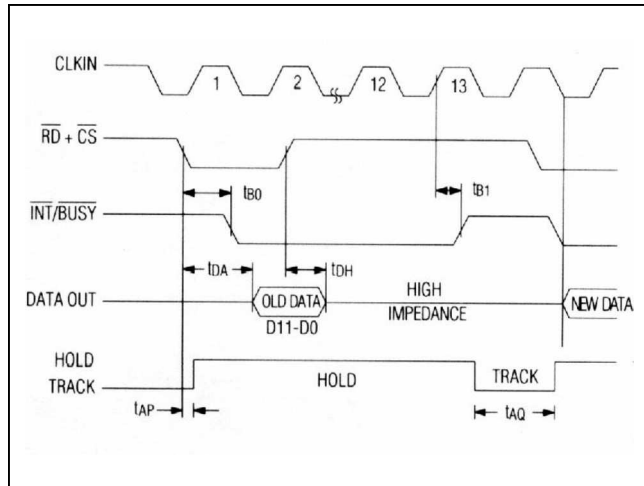 CLKIN
1 2 12 13
RD + CS
tB0 tB1
INT/BUSY
tDA tDH
DATA OUT OLD DATA HIGH IMPEDANCE NEW DATA
D11-D0
HOLD
TRACK
HOLD TRACK
tAP tAQ